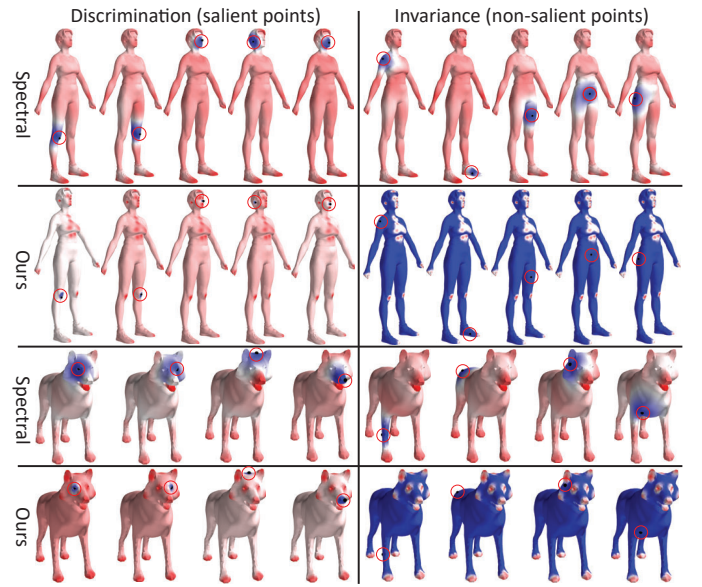 Discrimination (salient points)
Invariance (non-salient points)
Spectral
Ours
Spectral
Ours